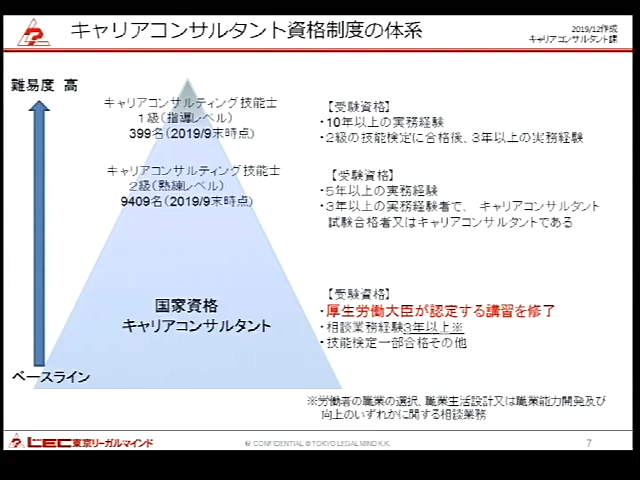 キャリアコンサルタント資格制度の体系
2019/12作成
キャリアコンサルタント課
難易度 高
キャリアコンサルティング技能士
1級(指導レベル)
399名(2019/9末時点)
【受験資格】
・10年以上の実務経験
・2級の技能検定に合格後、3年以上の実務経験
キャリアコンサルティング技能士
2級(熟練レベル)
9409名(2019/9末時点)
【受験資格】
・5年以上の実務経験
・3年以上の実務経験者で、 キャリアコンサルタント
試験合格者又はキャリアコンサルタントである
国家資格
キャリアコンサルタント
【受験資格】
・厚生労働大臣が認定する講習を修了
・相談業務経験3年以上※
・技能検定一部合格その他
ベースライン
※労働者の職業の選択、職業生活設計又は職業能力開発及び
向上のいずれかに関する相談業務
LEC東京リーガルマインド
CONFIDENTIAL © TOKYO LEGAL MIND K.K.
7